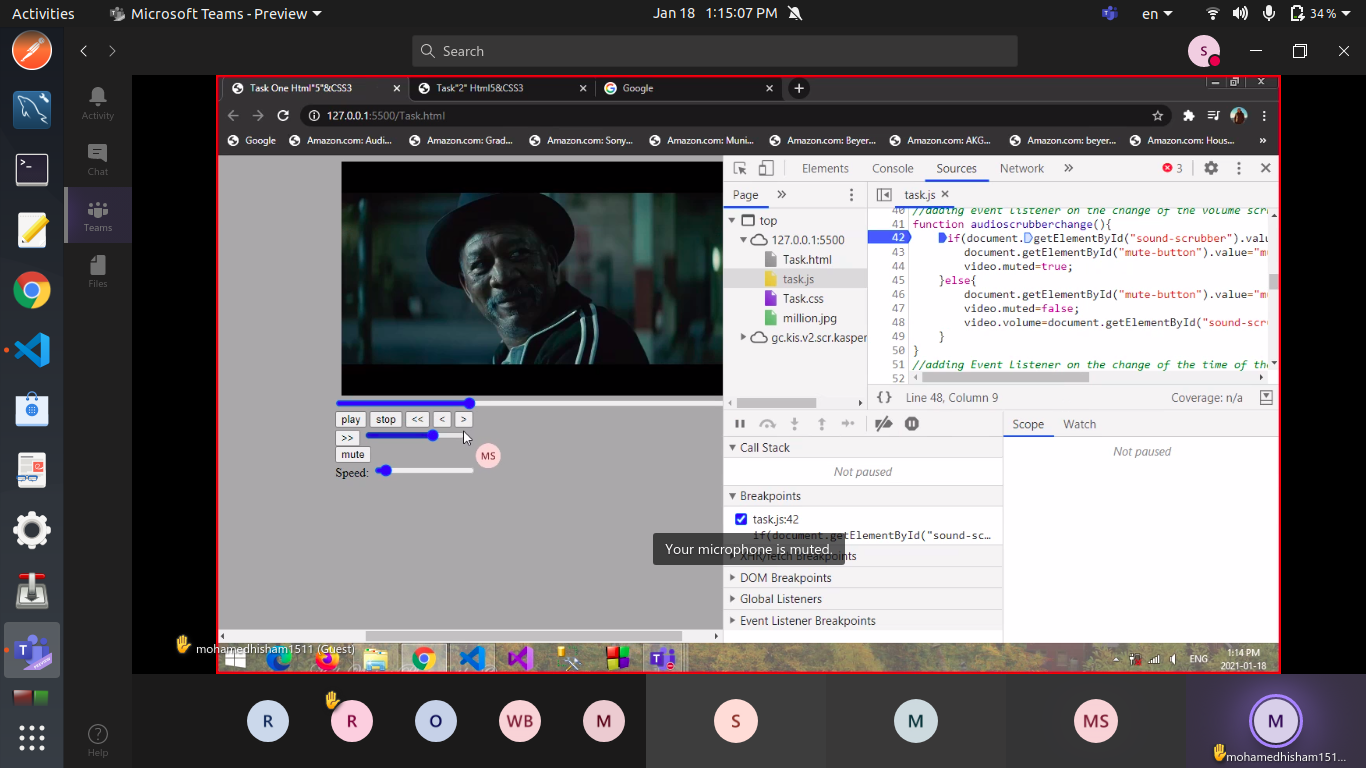 Activities
Microsoft Teams - Preview
Jan 18 1:15:07 PM
en
34 %
Search
S
Activity
Chat
Teams
Files
Help
Task One Html"5"&CSS3
Task"2" Html5&CSS3
Google
127.0.0.1:5500/Task.html
Google
Amazon.com: Audi...
Amazon.com: Grad...
Amazon.com: Sony...
Amazon.com: Muni...
Amazon.com: Beyer...
Amazon.com: AKG...
Amazon.com: beyer...
Amazon.com: Hous...
»
Elements
Console
Sources
Network
»
3
Page
»
task.js
top
127.0.0.1:5500
Task.html
task.js
Task.css
million.jpg
gc.kis.v2.scr.kasper
40 //adding event listener on the change of the volume scr
41 function audioscrubberchange(){
42 if(document.getElementById("sound-scrubber").valu
43 document.getElementById("mute-button").value="m
44 video.muted=true;
45 }else{
46 document.getElementById("mute-button").value="m
47 video.muted=false;
48 video.volume=document.getElementById("sound-scr
49 }
50 }
51 //adding Event Listener on the change of the time of th
52
{} Line 48, Column 9
Coverage: n/a
play
stop
<<
<
>
>>
mute
MS
Speed:
Scope
Watch
Call Stack
Not paused
Not paused
Breakpoints
task.js:42
if(document.getElementById("sound-sc…
Your microphone is muted.
XHR/fetch Breakpoints
DOM Breakpoints
Global Listeners
Event Listener Breakpoints
mohamedhisham1511 (Guest)
ENG
1:14 PM
2021-01-18
R
R
O
WB
M
S
M
MS
M
mohamedhisham151...